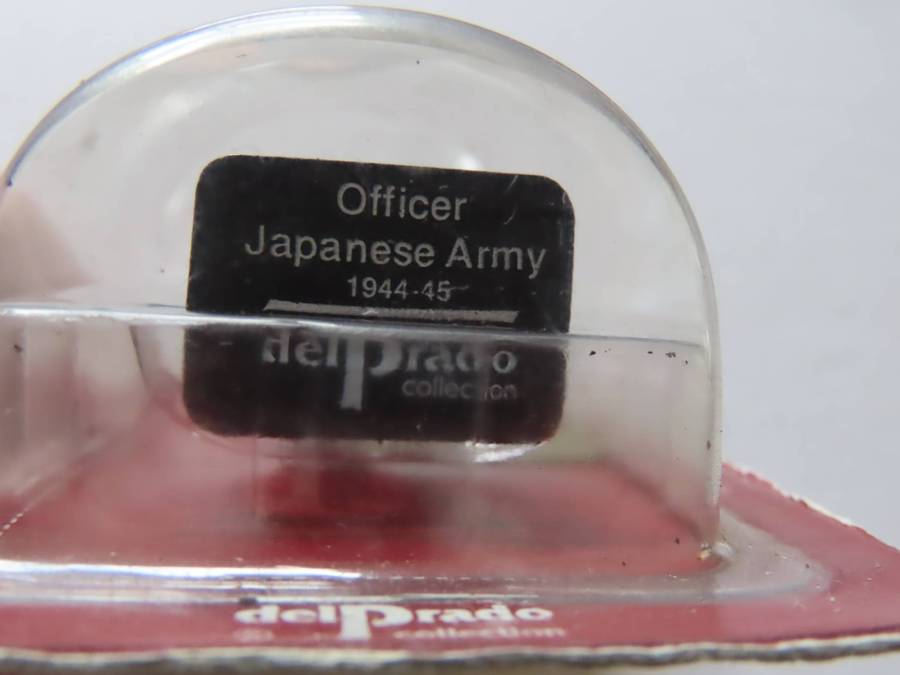 Officer
Japanese Army
1944-45
delPrado
collection
delPrado
collection